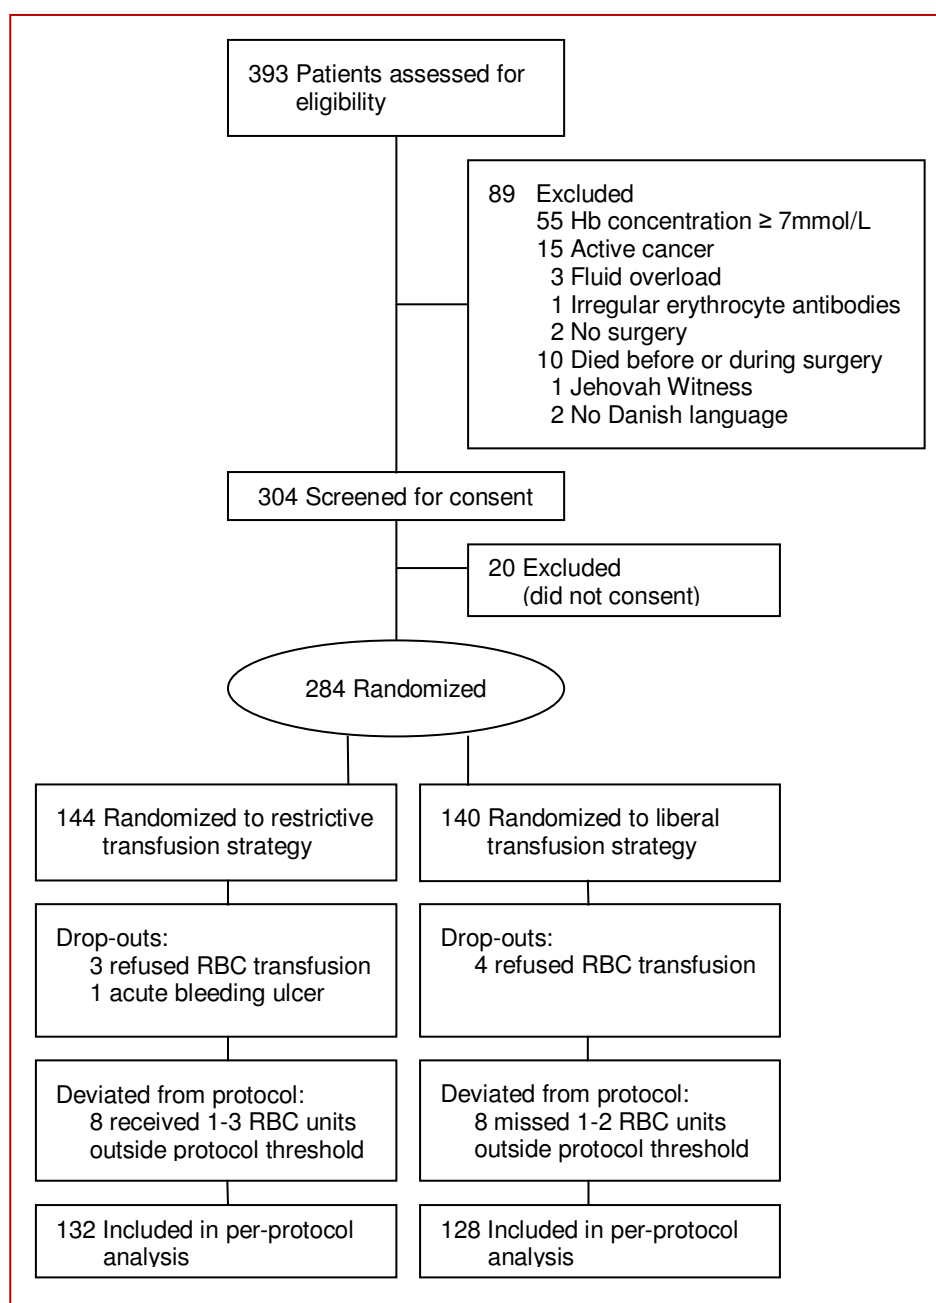 393 Patients assessed for
eligibility
89 Excluded
55 Hb concentration ≥ 7mmol/L
15 Active cancer
3 Fluid overload
1 Irregular erythrocyte antibodies
2 No surgery
10 Died before or during surgery
1 Jehovah Witness
2 No Danish language
304 Screened for consent
20 Excluded
(did not consent)
284 Randomized
144 Randomized to restrictive
transfusion strategy
140 Randomized to liberal
transfusion strategy
Drop-outs:
3 refused RBC transfusion
1 acute bleeding ulcer
Drop-outs:
4 refused RBC transfusion
Deviated from protocol:
8 received 1-3 RBC units
outside protocol threshold
Deviated from protocol:
8 missed 1-2 RBC units
outside protocol threshold
132 Included in per-protocol
analysis
128 Included in per-protocol
analysis